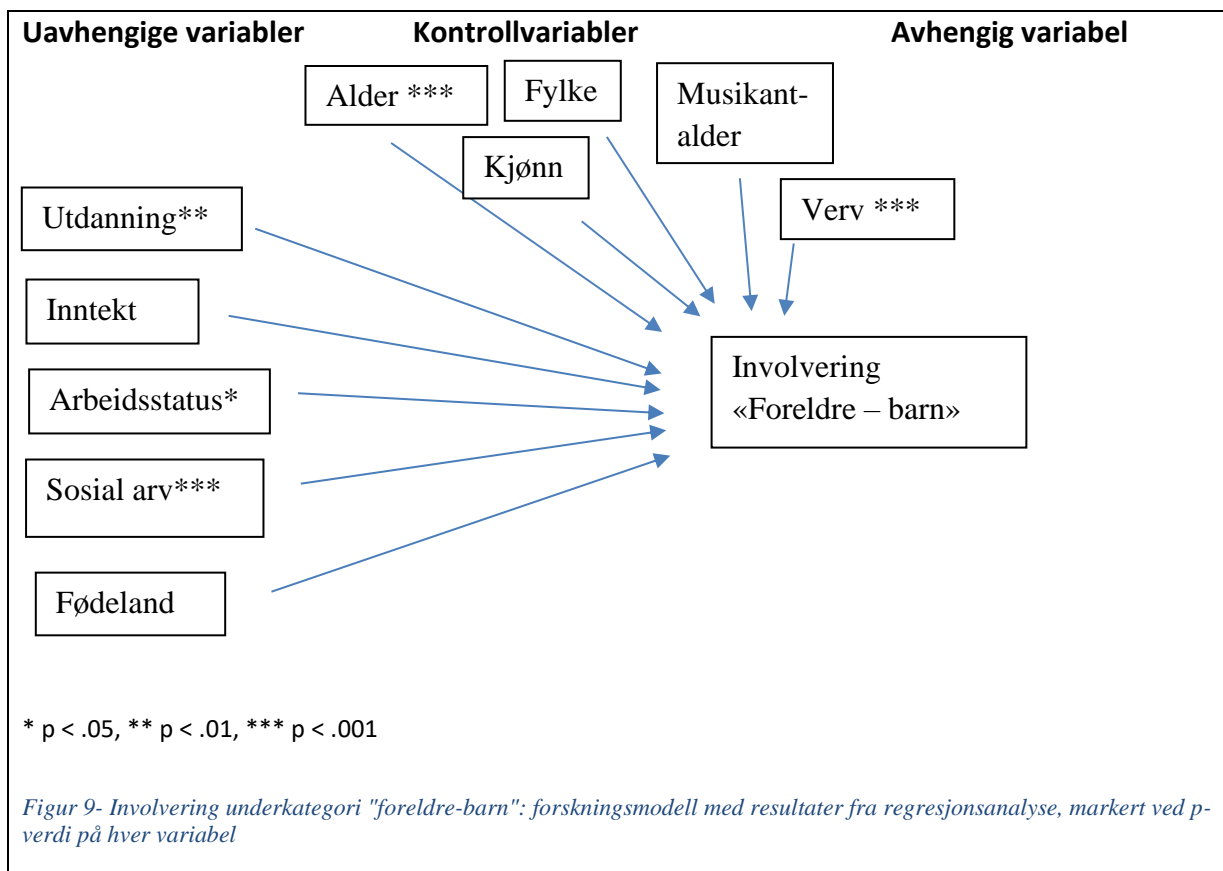 Uavhengige variabler
Kontrollvariabler
Avhengig variabel
Alder ***
Fylke
Musikant-
alder
Kjønn
Verv ***
Utdanning**
Inntekt
Arbeidsstatus*
Sosial arv***
Fødeland
Involvering
«Foreldre – barn»
* p < .05, ** p < .01, *** p < .001
Figur 9- Involvering underkategori "foreldre-barn": forskningsmodell med resultater fra regresjonsanalyse, markert ved p-
verdi på hver variabel